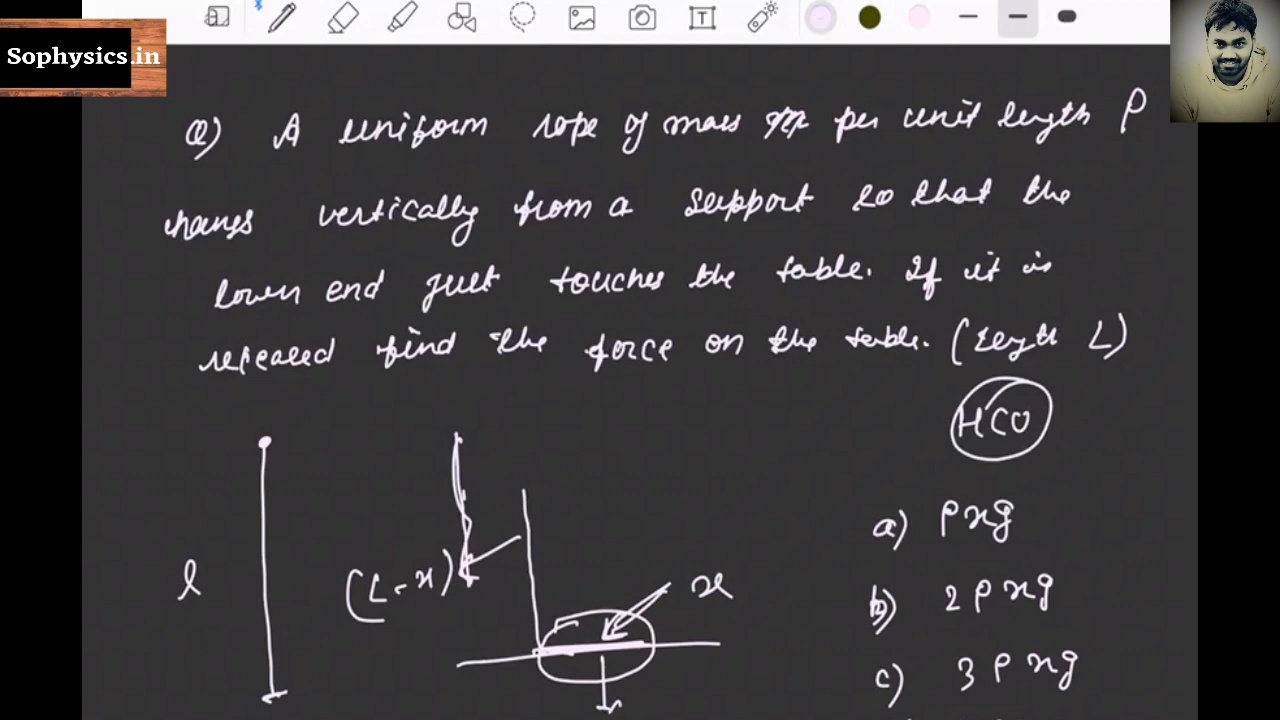 Sophysics.in
T
Q) A uniform rope of mass per unit length ρ
hangs vertically from a support so that the
lower end just touches the table. If it is
released find the force on the table. (Length L)
HCO
a) ρxg
l
(L-x)
x
b) 2ρxg
c) 3ρxg